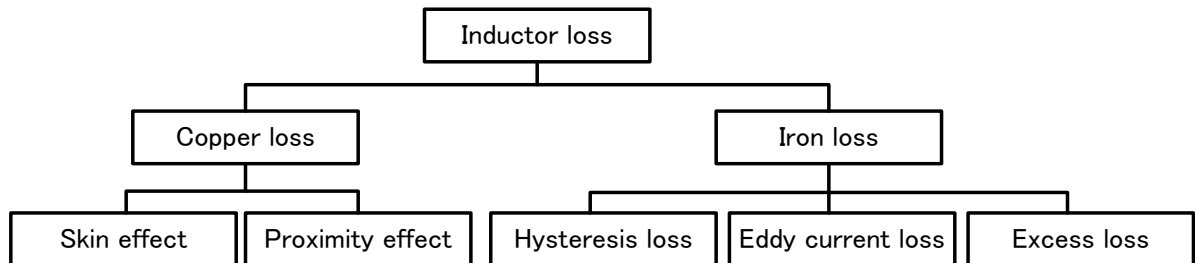 Inductor loss
Copper loss
Iron loss
Skin effect
Proximity effect
Hysteresis loss
Eddy current loss
Excess loss